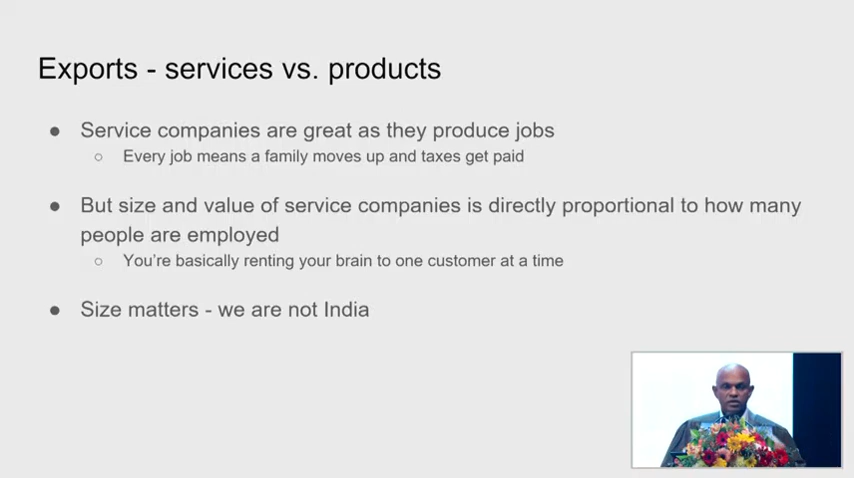 Exports - services vs. products
● Service companies are great as they produce jobs
○ Every job means a family moves up and taxes get paid
● But size and value of service companies is directly proportional to how many
people are employed
○ You’re basically renting your brain to one customer at a time
● Size matters - we are not India